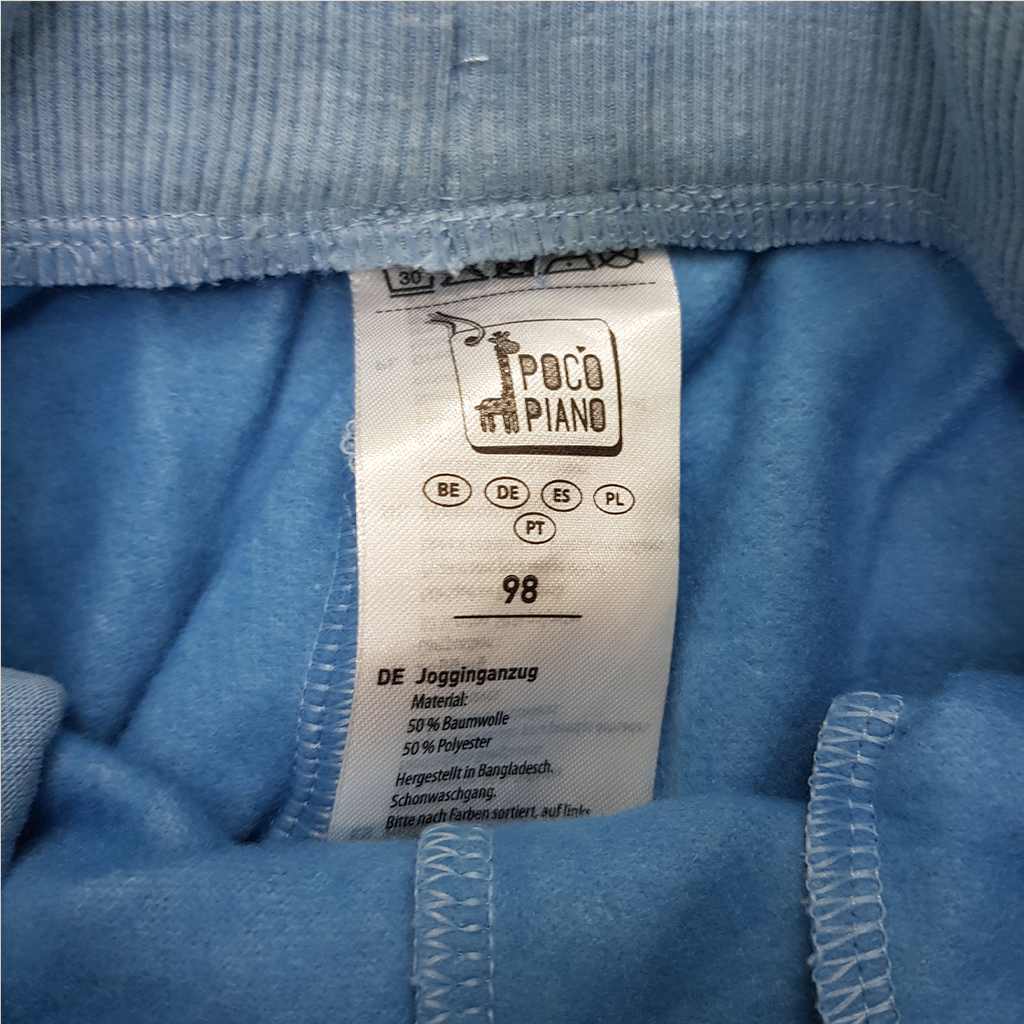 30
POCO
PIANO
BE DE ES PL
PT
98
DE Jogginganzug
Material:
50 % Baumwolle
50 % Polyester
Hergestellt in Bangladesch.
Schonwaschgang.
Bitte nach Farben sortiert, auf links